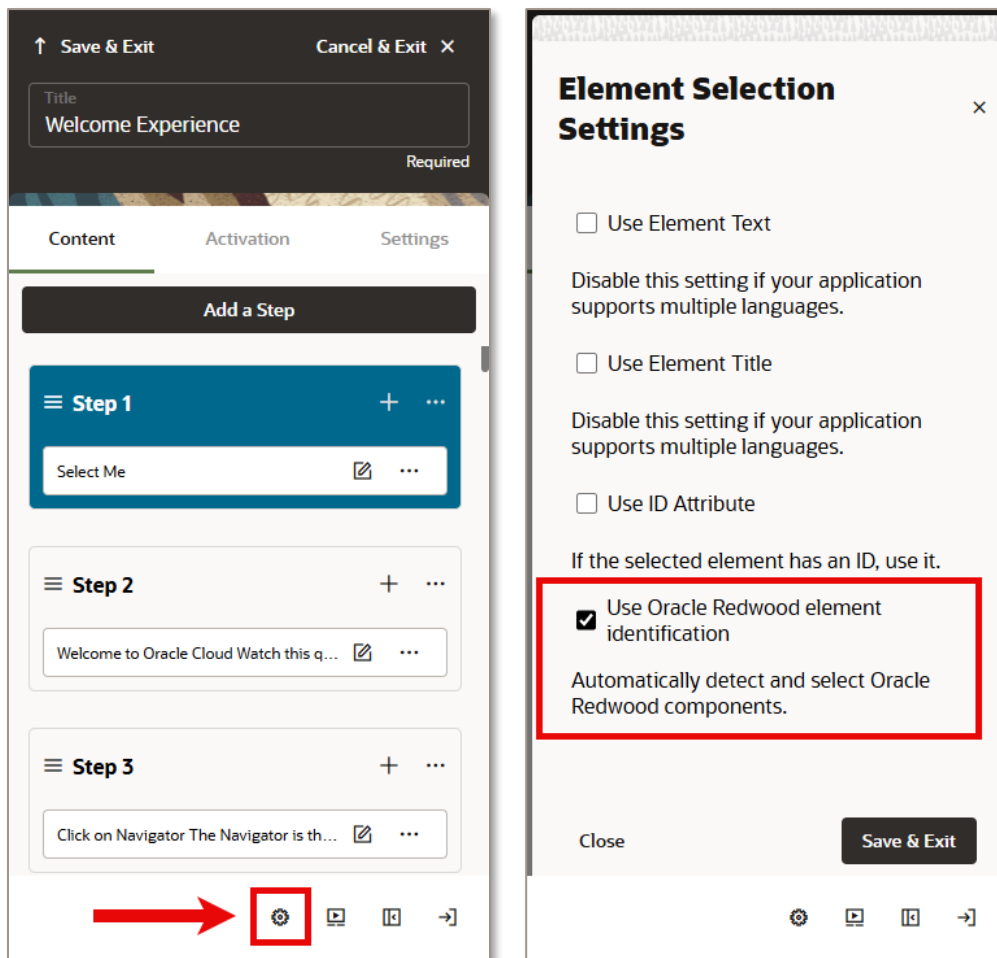 Save & Exit
Cancel & Exit
Title
Welcome Experience
Required
Content
Activation
Settings
Add a Step
Step 1
Select Me
Step 2
Welcome to Oracle Cloud Watch this q...
Step 3
Click on Navigator The Navigator is th...
Element Selection
Settings
Use Element Text
Disable this setting if your application
supports multiple languages.
Use Element Title
Disable this setting if your application
supports multiple languages.
Use ID Attribute
If the selected element has an ID, use it.
Use Oracle Redwood element
identification
Automatically detect and select Oracle
Redwood components.
Close
Save & Exit